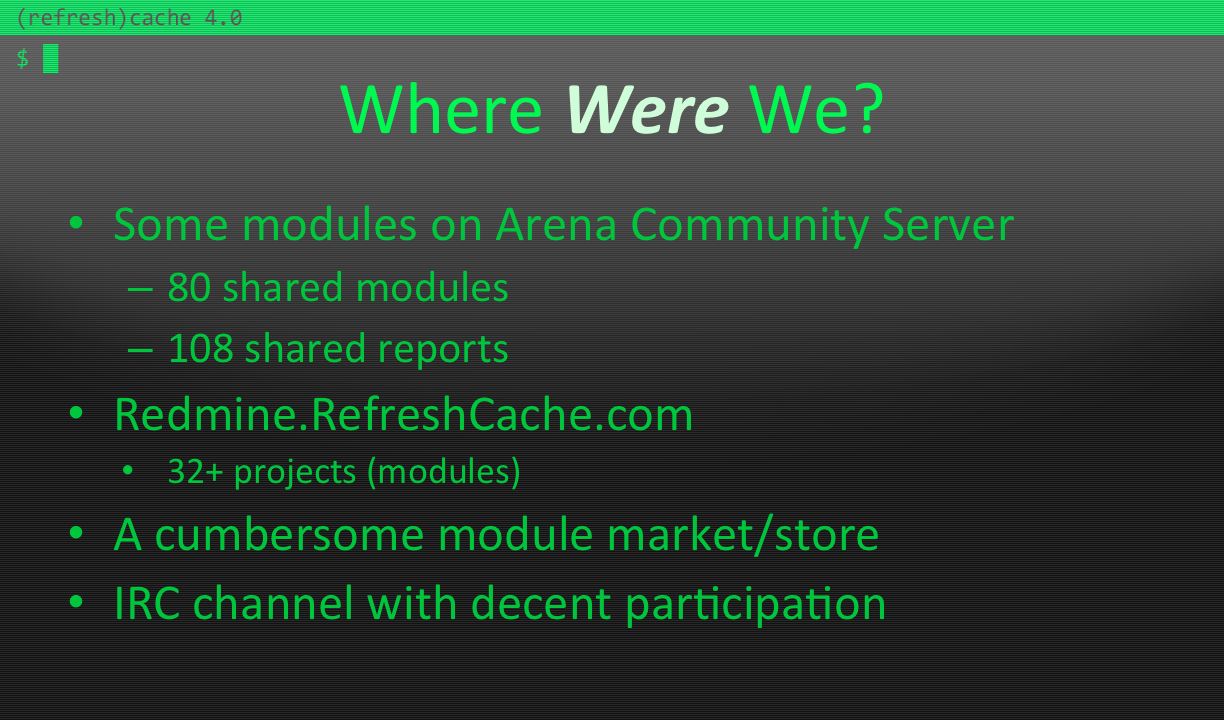 (refresh)cache 4.0
$
Where Were We?
• Some modules on Arena Community Server
– 80 shared modules
– 108 shared reports
• Redmine.RefreshCache.com
• 32+ projects (modules)
• A cumbersome module market/store
• IRC channel with decent participation